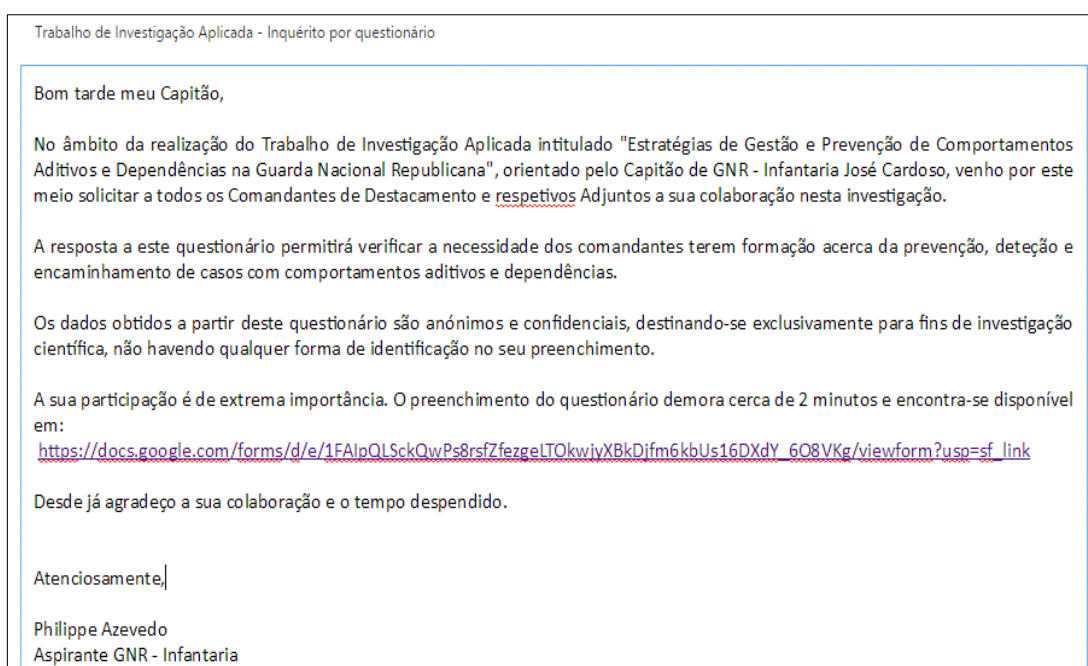 Trabalho de Investigação Aplicada - Inquérito por questionário
Bom tarde meu Capitão,
No âmbito da realização do Trabalho de Investigação Aplicada intitulado "Estratégias de Gestão e Prevenção de Comportamentos
Aditivos e Dependências na Guarda Nacional Republicana", orientado pelo Capitão de GNR - Infantaria José Cardoso, venho por este
meio solicitar a todos os Comandantes de Destacamento e respetivos Adjuntos a sua colaboração nesta investigação.
A resposta a este questionário permitirá verificar a necessidade dos comandantes terem formação acerca da prevenção, deteção e
encaminhamento de casos com comportamentos aditivos e dependências.
Os dados obtidos a partir deste questionário são anónimos e confidenciais, destinando-se exclusivamente para fins de investigação
científica, não havendo qualquer forma de identificação no seu preenchimento.
A sua participação é de extrema importância. O preenchimento do questionário demora cerca de 2 minutos e encontra-se disponível
em:
https://docs.google.com/forms/d/e/1FAIpQLSckQwPs8rsfZfezgeLTOkwjyXBkDjfm6kbUs16DXdY_6O8VKg/viewform?usp=sf_link
Desde já agradeço a sua colaboração e o tempo despendido.
Atenciosamente,
Philippe Azevedo
Aspirante GNR - Infantaria